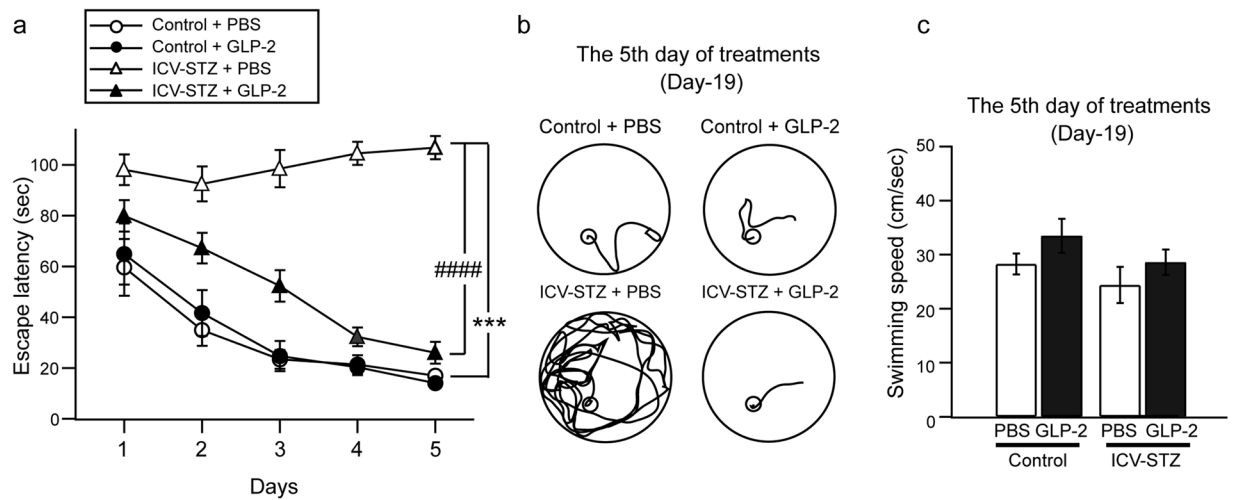 a
Control + PBS
Control + GLP-2
ICV-STZ + PBS
ICV-STZ + GLP-2
Escape latency (sec)
100
80
60
40
20
0
1 2 3 4 5
Days
####
***
b
The 5th day of treatments
(Day-19)
Control + PBS
Control + GLP-2
ICV-STZ + PBS
ICV-STZ + GLP-2
c
The 5th day of treatments
(Day-19)
Swimming speed (cm/sec)
50
40
30
20
10
0
PBS GLP-2 PBS GLP-2
Control ICV-STZ